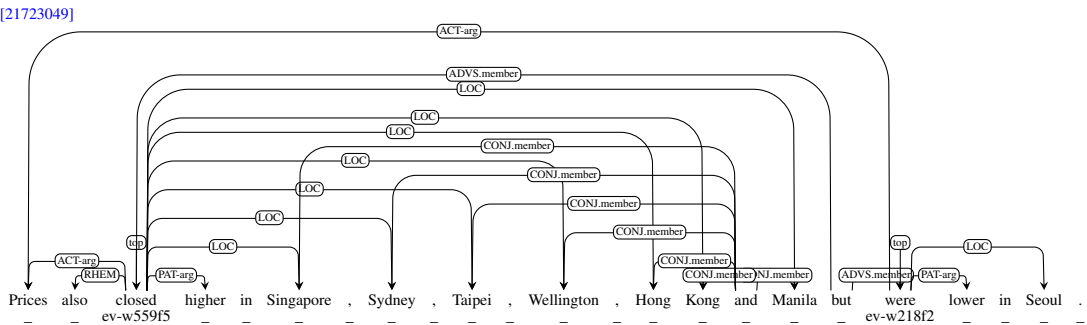 [21723049]
ACT-arg
ADVS.member
LOC
LOC
LOC
CONJ.member
LOC
CONJ.member
LOC
CONJ.member
LOC
CONJ.member
top top
LOC LOC
ACT-arg CONJ.member
RHEM PAT-arg CONJ.member NJ.member ADVS.member PAT-arg
Prices also closed higher in Singapore , Sydney , Taipei , Wellington , Hong Kong and Manila but were lower in Seoul .
ev-w559f5 ev-w218f2
_ _ _ _ _ _ _ _ _ _ _ _ _ _ _ _ _ _ _ _ _ _